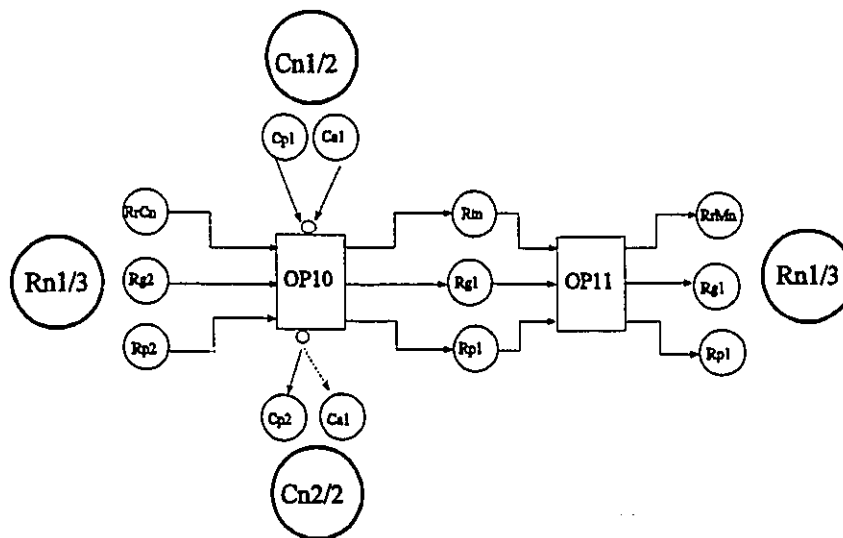 Cn1/2
Cp1 Ca1
RrCn Rm RrMn
Rn1/3 Rg2 OP10 Rg1 OP11 Rg1 Rn1/3
Rp2 Rp1 Rp1
Cp2 Ca1
Cn2/2